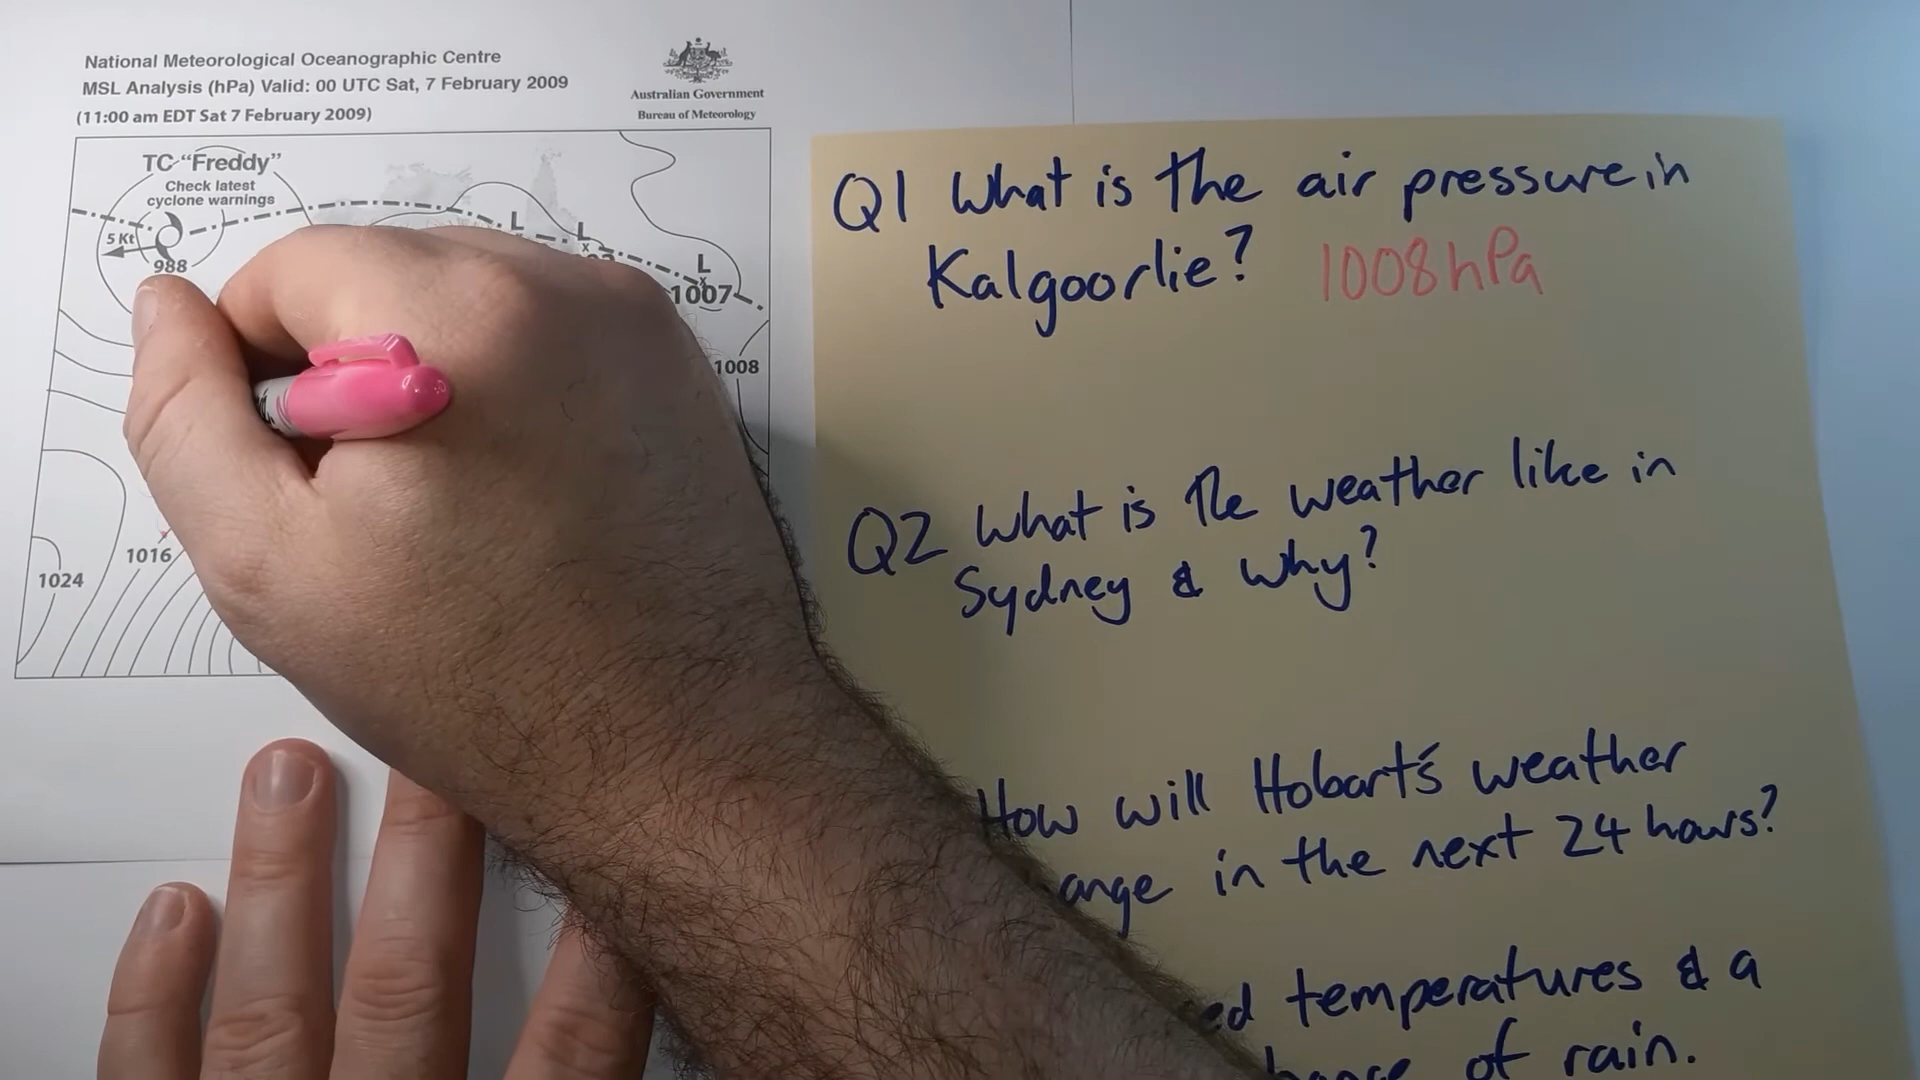 National Meteorological Oceanographic Centre
MSL Analysis (hPa) Valid: 00 UTC Sat, 7 February 2009
(11:00 am EDT Sat 7 February 2009)
Australian Government
Bureau of Meteorology
TC "Freddy"
Check latest
cyclone warnings
5 Kt
988
L
L
L
1007
1008
1016
1024
Q1 What is the air pressure in
Kalgoorlie? 1008hPa
Q2 What is the weather like in
Sydney & why?
How will Hobart's weather
in the next 24 hours?
temperatures & a
of rain.